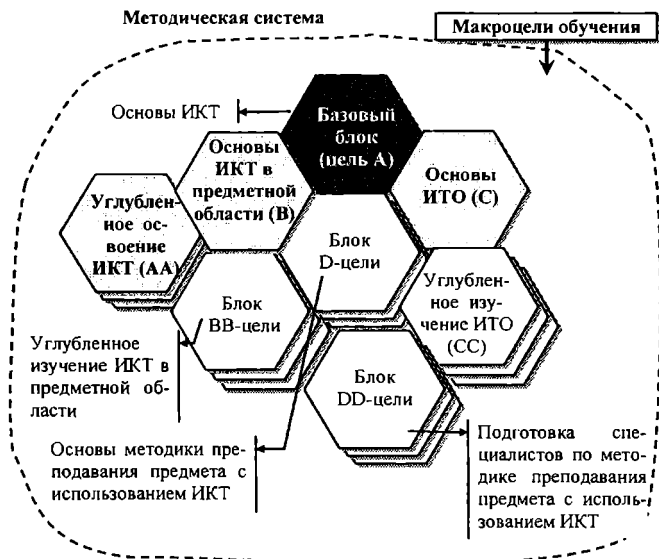 Методическая система
Макроцели обучения
Основы ИКТ
Базовый
блок
(цель А)
Основы
ИКТ в
предметной
области (В)
Основы
ИТО (С)
Углублен-
ное ос-
воение
ИКТ (АА)
Блок
D-цели
Блок
ВВ-цели
Углублен-
ное изу-
чение ИТО
(СС)
Углубленное
изучение ИКТ в
предметной об-
ласти
Блок
DD-цели
Основы методики пре-
подавания предмета с
использованием ИКТ
Подготовка спе-
циалистов по мето-
дике преподавания
предмета с исполь-
зованием ИКТ